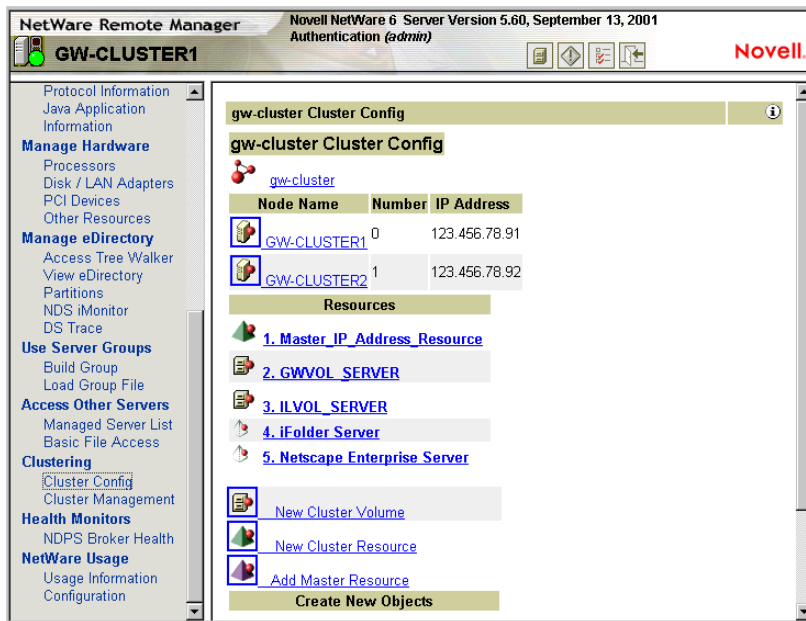 NetWare Remote Manager
GW-CLUSTER1
Novell NetWare 6 Server Version 5.60, September 13, 2001
Authentication (admin)
Novell.
Protocol Information
Java Application
Information
Manage Hardware
Processors
Disk / LAN Adapters
PCI Devices
Other Resources
Manage eDirectory
Access Tree Walker
View eDirectory
Partitions
NDS iMonitor
DS Trace
Use Server Groups
Build Group
Load Group File
Access Other Servers
Managed Server List
Basic File Access
Clustering
Cluster Config
Cluster Management
Health Monitors
NDPS Broker Health
NetWare Usage
Usage Information
Configuration
gw-cluster Cluster Config
gw-cluster Cluster Config
gw-cluster
Node Name Number IP Address
GW-CLUSTER1 0 123.456.78.91
GW-CLUSTER2 1 123.456.78.92
Resources
1. Master_IP_Address_Resource
2. GWVOL_SERVER
3. ILVOL_SERVER
4. iFolder Server
5. Netscape Enterprise Server
New Cluster Volume
New Cluster Resource
Add Master Resource
Create New Objects